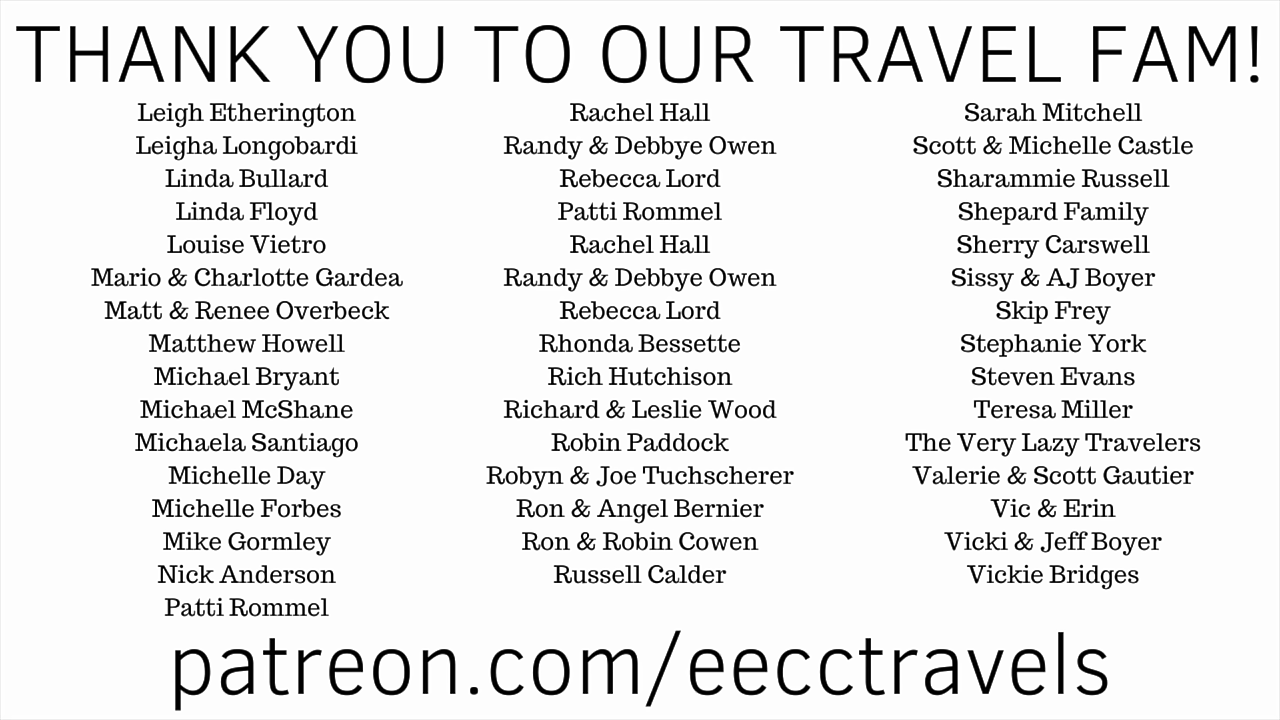 THANK YOU TO OUR TRAVEL FAM!
Leigh Etherington
Leigha Longobardi
Linda Bullard
Linda Floyd
Louise Vietro
Mario & Charlotte Gardea
Matt & Renee Overbeck
Matthew Howell
Michael Bryant
Michael McShane
Michaela Santiago
Michelle Day
Michelle Forbes
Mike Gormley
Nick Anderson
Patti Rommel
Rachel Hall
Randy & Debbye Owen
Rebecca Lord
Patti Rommel
Rachel Hall
Randy & Debbye Owen
Rebecca Lord
Rhonda Bessette
Rich Hutchison
Richard & Leslie Wood
Robin Paddock
Robyn & Joe Tuchscherer
Ron & Angel Bernier
Ron & Robin Cowen
Russell Calder
Sarah Mitchell
Scott & Michelle Castle
Sharammie Russell
Shepard Family
Sherry Carswell
Sissy & AJ Boyer
Skip Frey
Stephanie York
Steven Evans
Teresa Miller
The Very Lazy Travelers
Valerie & Scott Gautier
Vic & Erin
Vicki & Jeff Boyer
Vickie Bridges
patreon.com/eecctravels